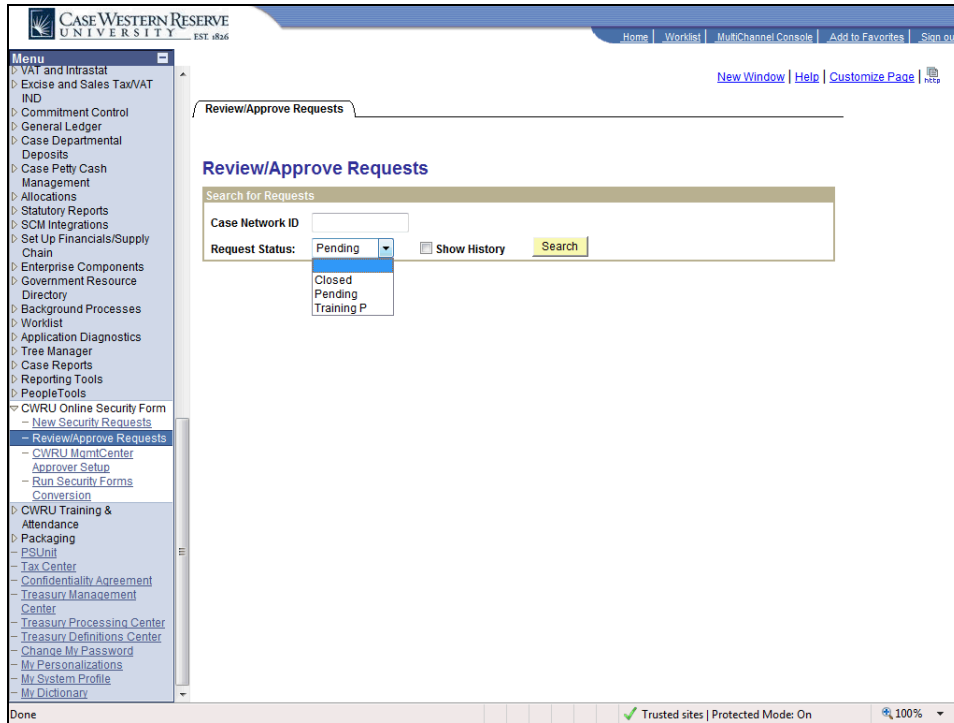 CASE WESTERN RESERVE
UNIVERSITY EST. 1826
Home Worklist MultiChannel Console Add to Favorites Sign ou
Menu
VAT and Intrastat
Excise and Sales Tax/VAT
IND
Commitment Control
General Ledger
Case Departmental
Deposits
Case Petty Cash
Management
Allocations
Statutory Reports
SCM Integrations
Set Up Financials/Supply
Chain
Enterprise Components
Government Resource
Directory
Background Processes
Worklist
Application Diagnostics
Tree Manager
Case Reports
Reporting Tools
PeopleTools
CWRU Online Security Form
New Security Requests
Review/Approve Requests
CWRU MgmtCenter
Approver Setup
Run Security Forms
Conversion
CWRU Training &
Attendance
Packaging
PSUnit
Tax Center
Confidentiality Agreement
Treasury Management
Center
Treasury Processing Center
Treasury Definitions Center
Change My Password
My Personalizations
My System Profile
My Dictionary
New Window | Help | Customize Page | http
Review/Approve Requests
Review/Approve Requests
Search for Requests
Case Network ID
Request Status: Pending Show History Search
Closed
Pending
Training P
Done Trusted sites | Protected Mode: On 100%